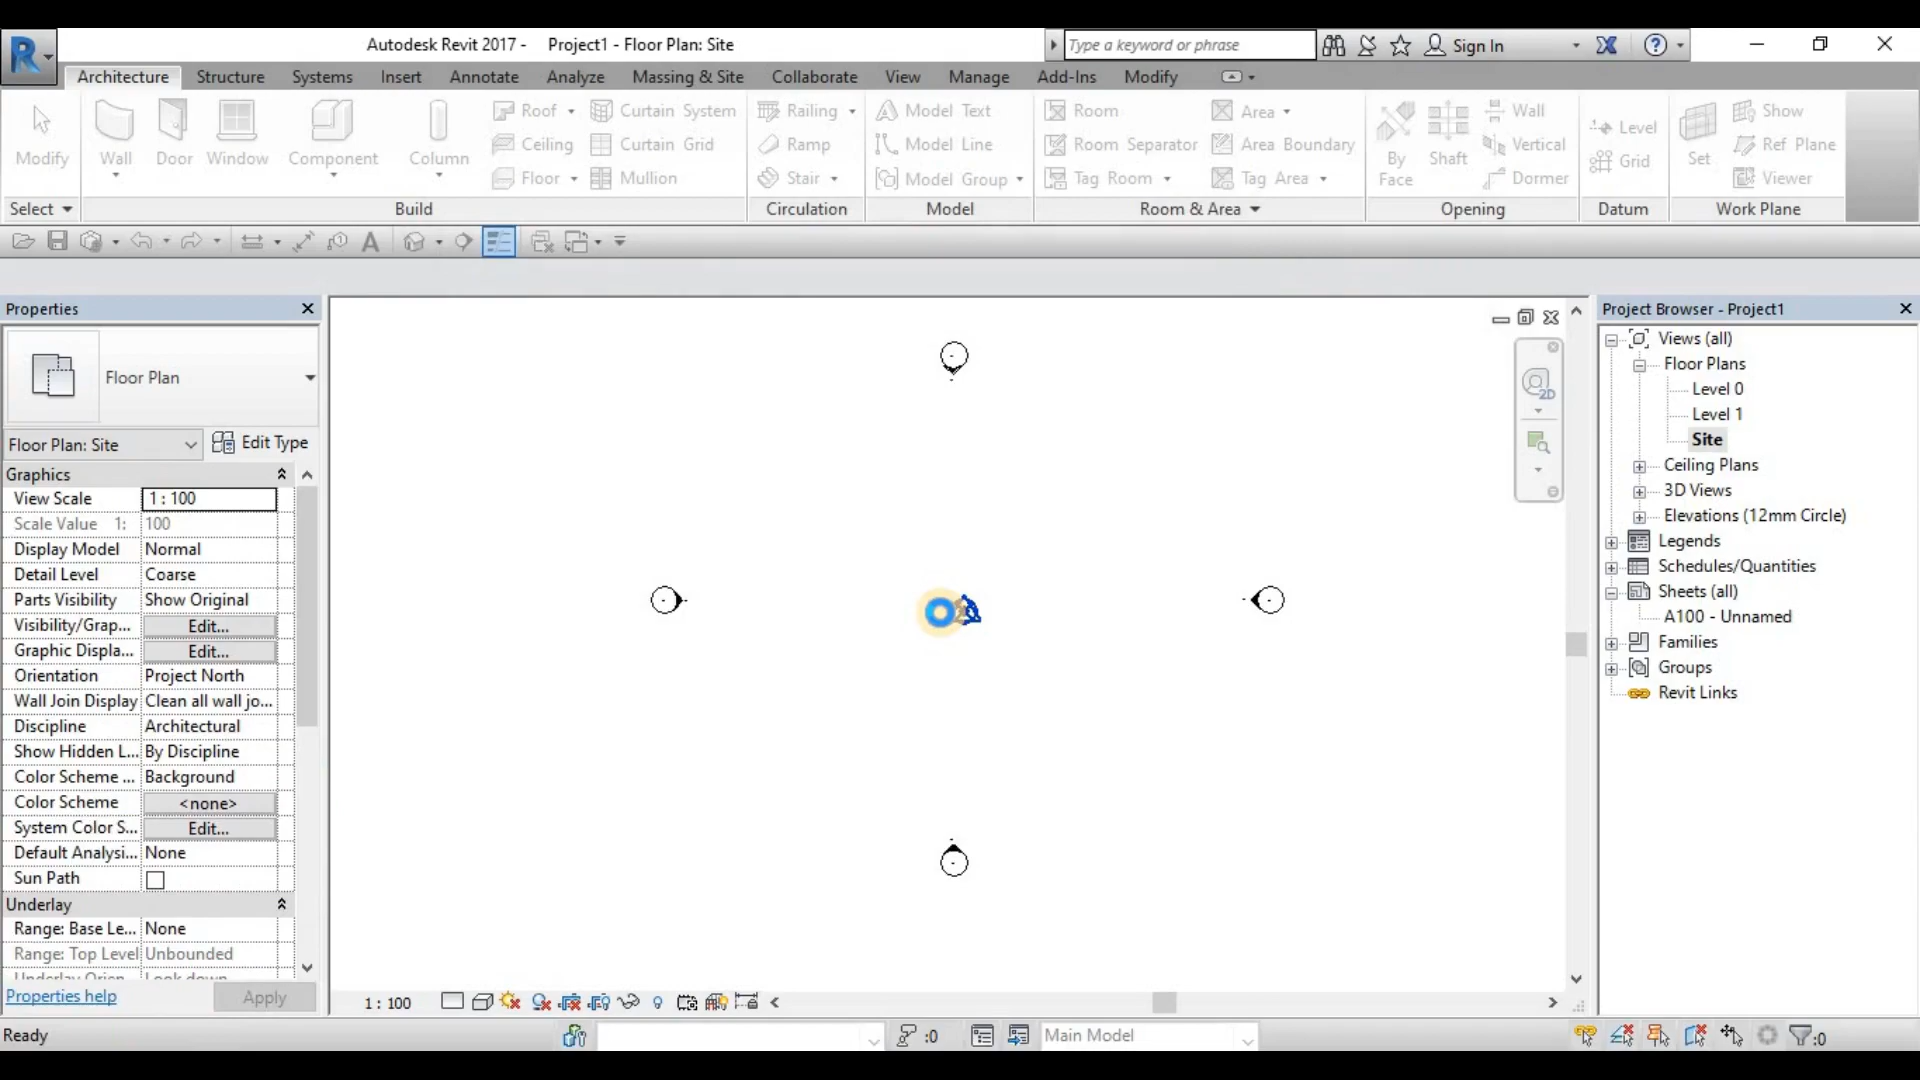 Autodesk Revit 2017 - Project1 - Floor Plan: Site
Type a keyword or phrase
Sign In
Architecture Structure Systems Insert Annotate Analyze Massing & Site Collaborate View Manage Add-Ins Modify
Modify
Wall
Door
Window
Component
Column
Roof
Ceiling
Floor
Curtain System
Curtain Grid
Mullion
Railing
Ramp
Stair
Model Text
Model Line
Model Group
Room
Room Separator
Tag Room
Area
Area Boundary
Tag Area
By
Face
Shaft
Wall
Vertical
Dormer
Level
Grid
Set
Show
Ref Plane
Viewer
Select Build Circulation Model Room & Area Opening Datum Work Plane
Properties
Floor Plan
Floor Plan: Site Edit Type
Graphics
View Scale 1 : 100
Scale Value 1: 100
Display Model Normal
Detail Level Coarse
Parts Visibility Show Original
Visibility/Grap... Edit...
Graphic Displa... Edit...
Orientation Project North
Wall Join Display Clean all wall jo...
Discipline Architectural
Show Hidden L... By Discipline
Color Scheme ... Background
Color Scheme <none>
System Color S... Edit...
Default Analysi... None
Sun Path
Underlay
Range: Base Le... None
Range: Top Level Unbounded
Properties help Apply
2D
1 : 100
Project Browser - Project1
Views (all)
Floor Plans
Level 0
Level 1
Site
Ceiling Plans
3D Views
Elevations (12mm Circle)
Legends
Schedules/Quantities
Sheets (all)
A100 - Unnamed
Families
Groups
Revit Links
Ready
:0
Main Model
:0